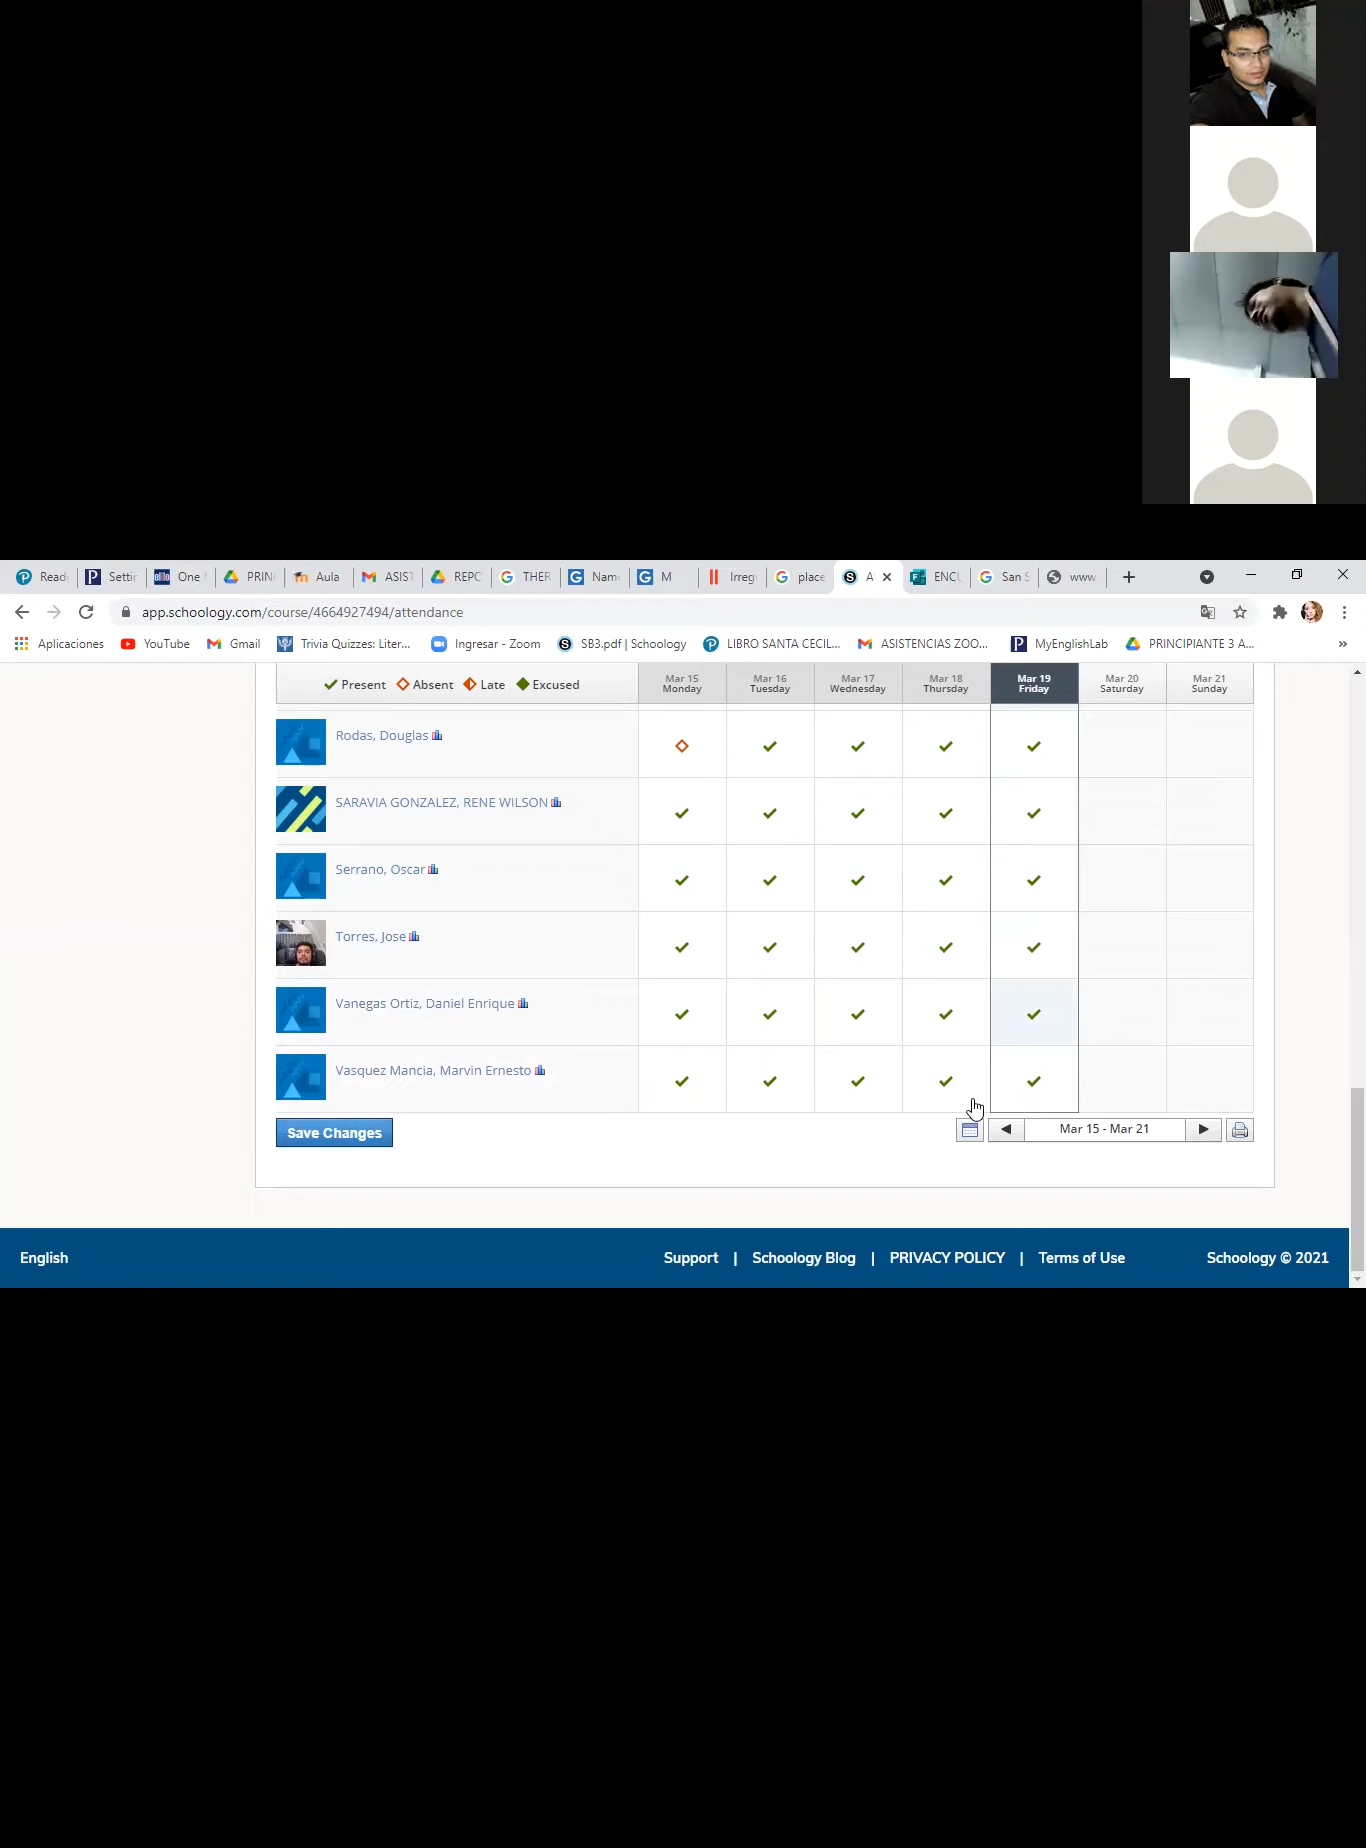 Read Settir One PRIN Aula ASIST REPO THER Name M Irreg place A ENCU San S www
app.schoology.com/course/4664927494/attendance
Aplicaciones YouTube Gmail Trivia Quizzes: Liter... Ingresar - Zoom SB3.pdf | Schoology LIBRO SANTA CECIL... ASISTENCIAS ZOO... MyEnglishLab PRINCIPIANTE 3 A... »
Present Absent Late Excused
Mar 15 Mar 16 Mar 17 Mar 18 Mar 19 Mar 20 Mar 21
Monday Tuesday Wednesday Thursday Friday Saturday Sunday
Rodas, Douglas
SARAVIA GONZALEZ, RENE WILSON
Serrano, Oscar
Torres, Jose
Vanegas Ortiz, Daniel Enrique
Vasquez Mancia, Marvin Ernesto
Save Changes Mar 15 - Mar 21
English Support | Schoology Blog | PRIVACY POLICY | Terms of Use Schoology © 2021